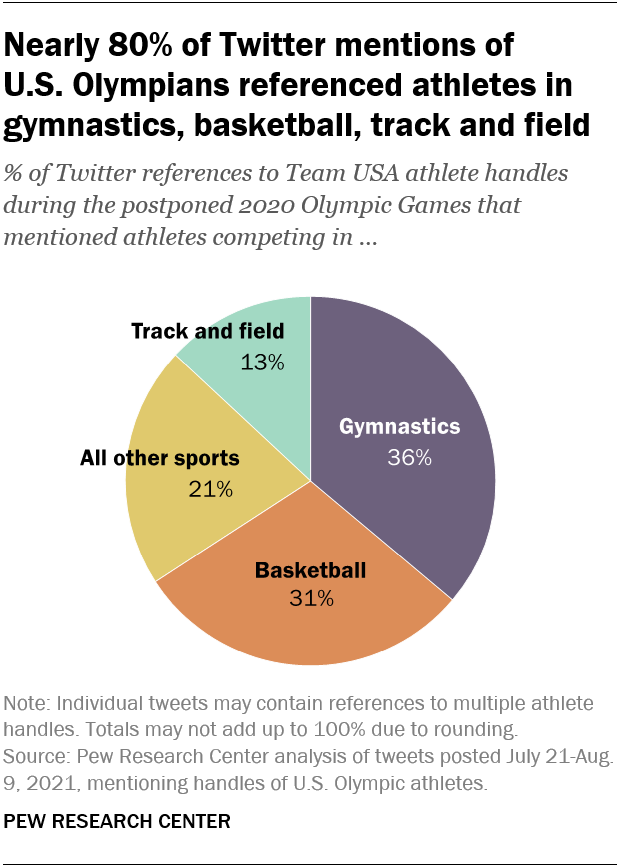 Nearly 80% of Twitter mentions of
U.S. Olympians referenced athletes in
gymnastics, basketball, track and field
% of Twitter references to Team USA athlete handles
during the postponed 2020 Olympic Games that
mentioned athletes competing in ...
Track and field
13%
Gymnastics
36%
All other sports
21%
Basketball
31%
Note: Individual tweets may contain references to multiple athlete
handles. Totals may not add up to 100% due to rounding.
Source: Pew Research Center analysis of tweets posted July 21-Aug.
9, 2021, mentioning handles of U.S. Olympic athletes.
PEW RESEARCH CENTER